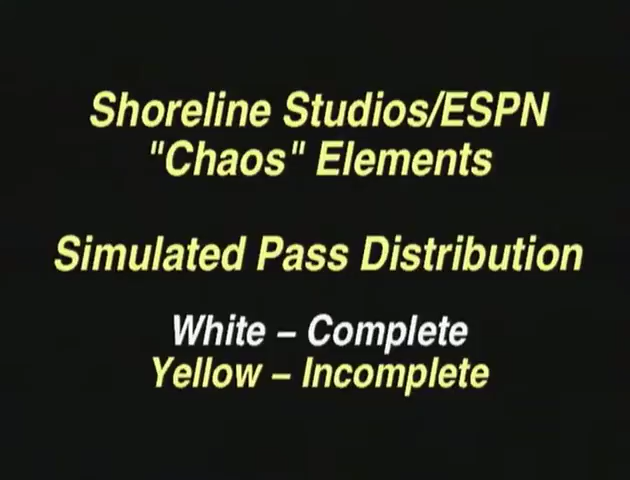 Shoreline Studios/ESPN
"Chaos" Elements
Simulated Pass Distribution
White – Complete
Yellow – Incomplete